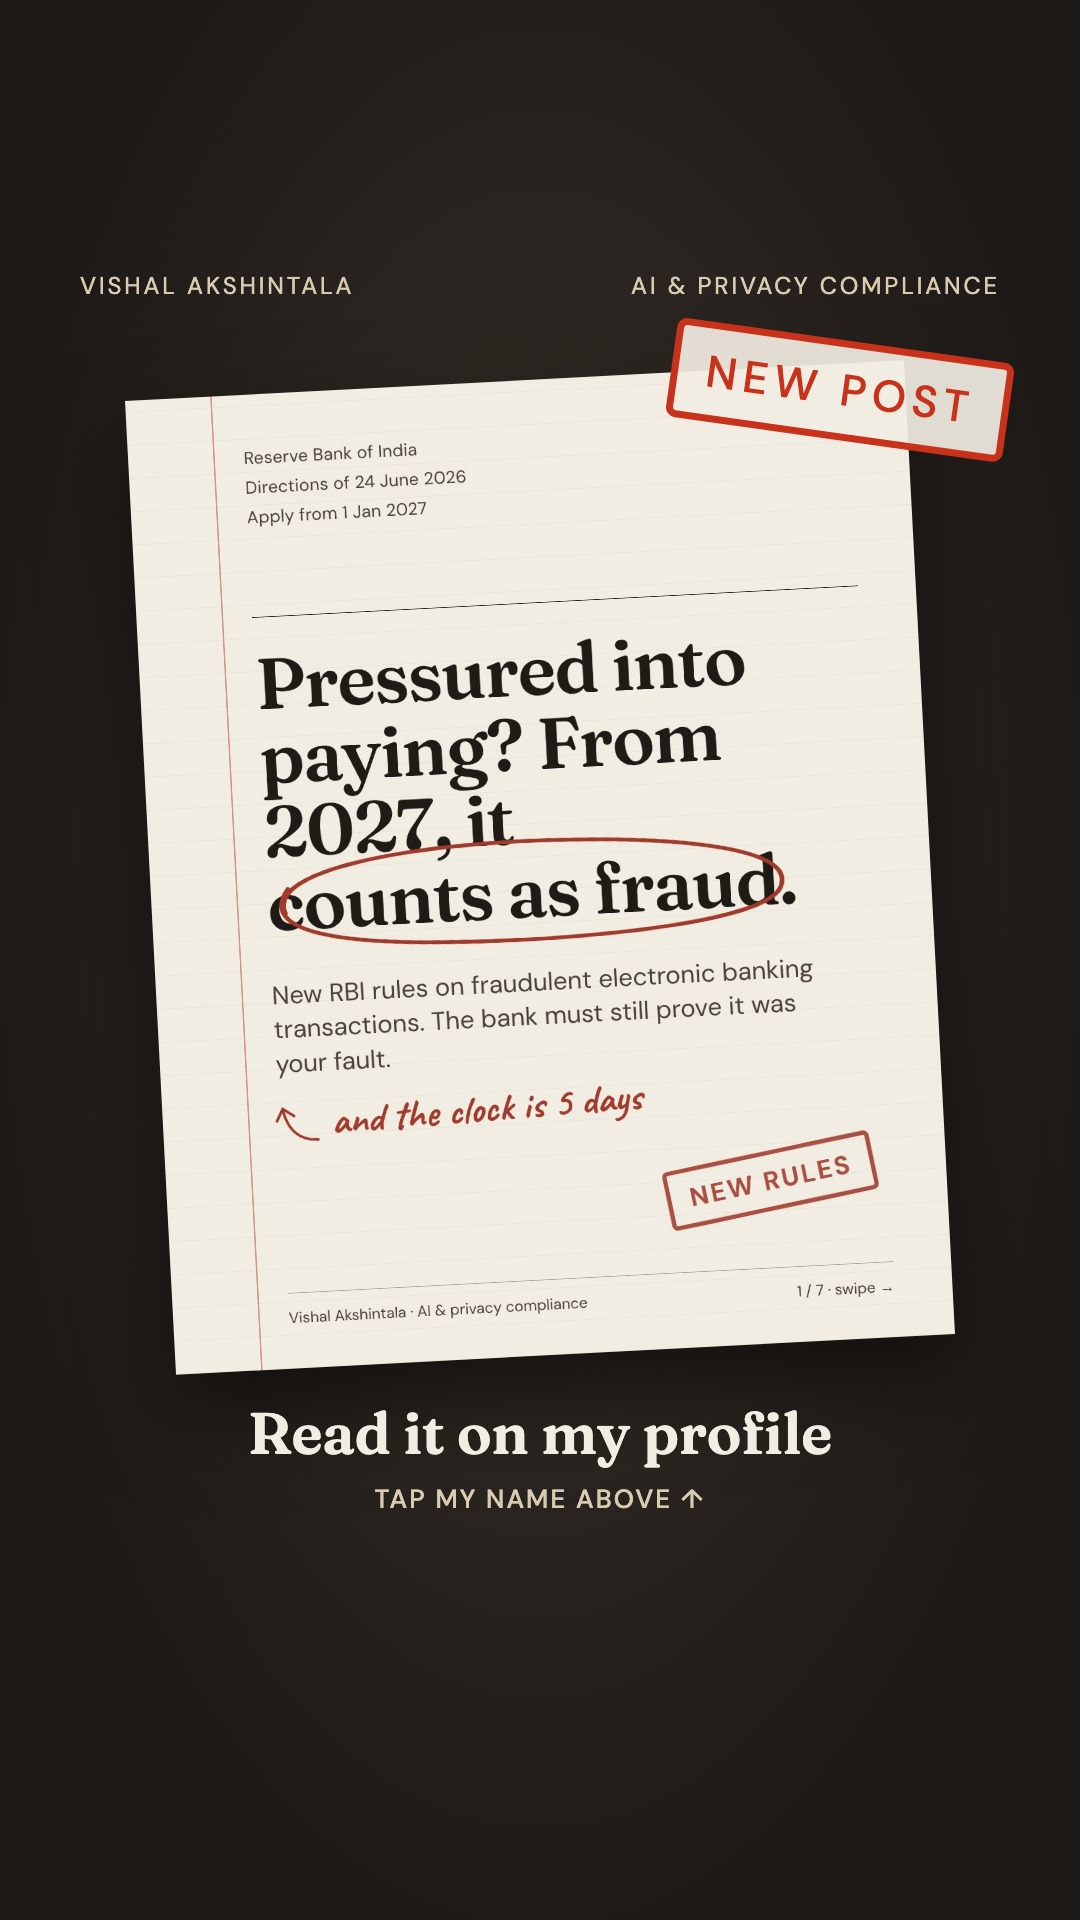 VISHAL AKSHINTALA
AI & PRIVACY COMPLIANCE
NEW POST
Reserve Bank of India
Directions of 24 June 2026
Apply from 1 Jan 2027
Pressured into
paying? From
2027, it
counts as fraud.
New RBI rules on fraudulent electronic banking
transactions. The bank must still prove it was
your fault.
and the clock is 5 days
NEW RULES
Vishal Akshintala · AI & privacy compliance
1 / 7 · swipe →
Read it on my profile
TAP MY NAME ABOVE ↑